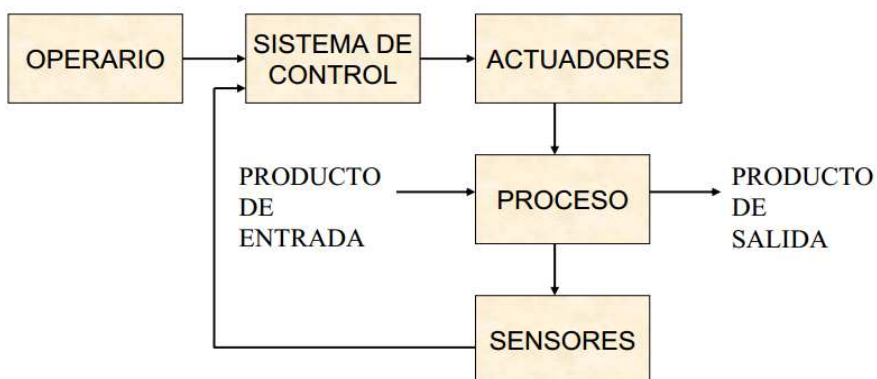 OPERARIO
SISTEMA DE
CONTROL
ACTUADORES
PRODUCTO
DE
ENTRADA
PROCESO
PRODUCTO
DE
SALIDA
SENSORES